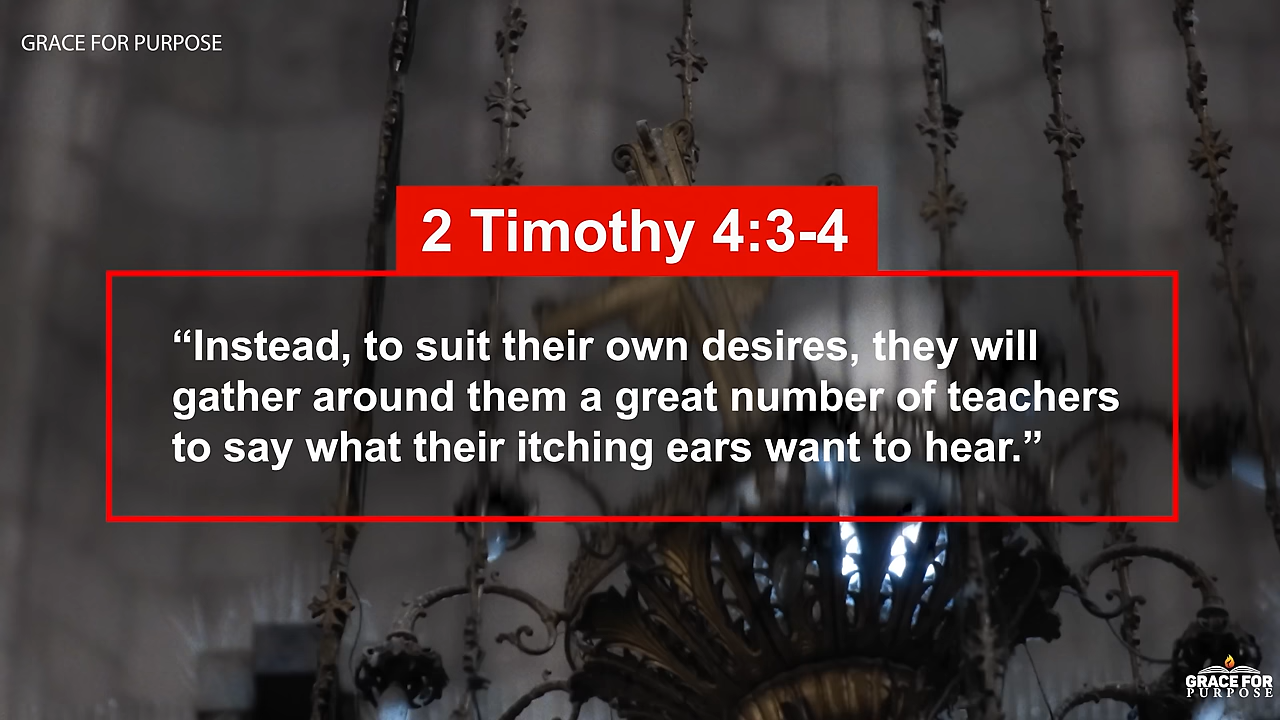 GRACE FOR PURPOSE
2 Timothy 4:3-4
“Instead, to suit their own desires, they will
gather around them a great number of teachers
to say what their itching ears want to hear.”
GRACE FOR
PURPOSE